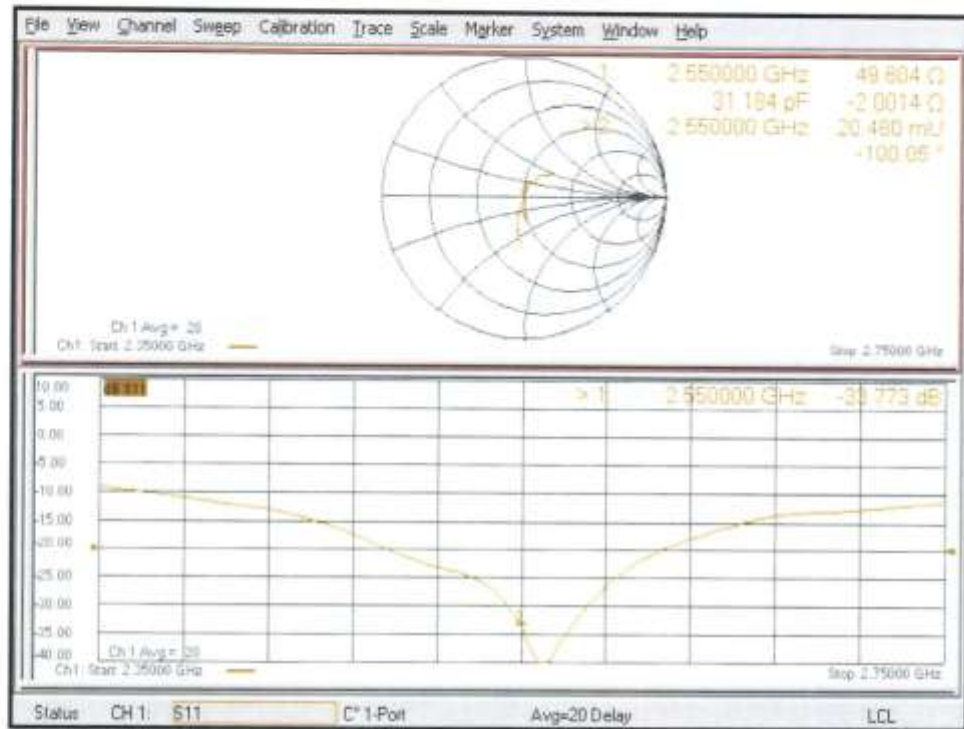 File View Channel Sweep Calibration Trace Scale Marker System Window Help
1 2.550000 GHz 49.804 Ω
31.184 pF -2.0014 Ω
2.550000 GHz 20.480 mU
-100.05 °
Ch 1 Avg = 20
Ch1: Start 2.35000 GHz
Stop 2.75000 GHz
10.00
> 1 2.550000 GHz -33.773 dB
5.00
0.00
-5.00
-10.00
-15.00
-20.00
-25.00
-30.00
-35.00
-40.00
Ch 1 Avg = 20
Ch1: Start 2.35000 GHz
Stop 2.75000 GHz
Status CH 1: S11 C* 1-Port Avg=20 Delay LCL